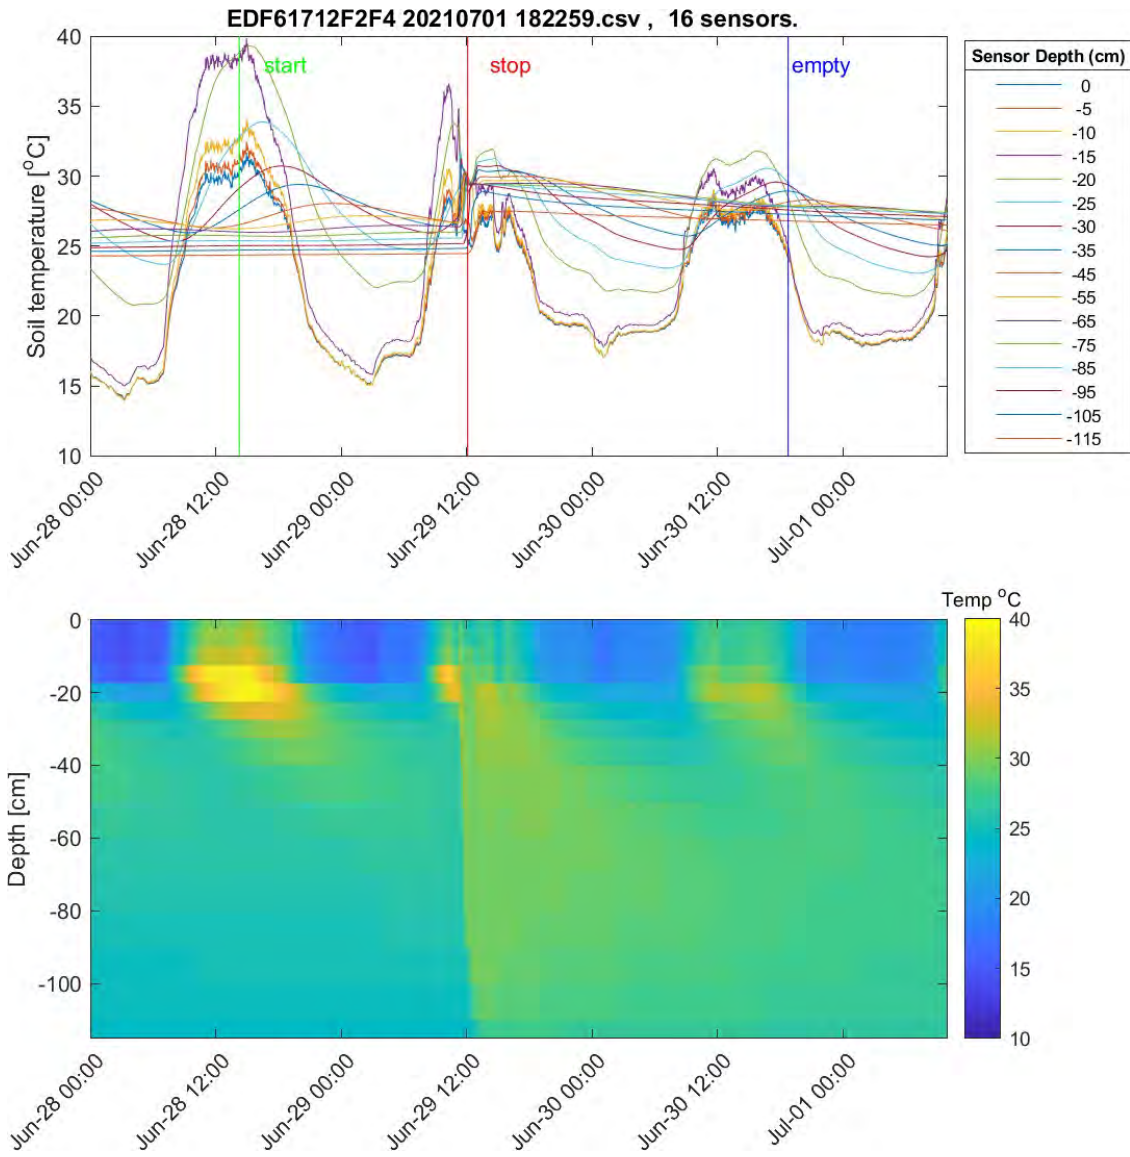 EDF61712F2F4 20210701 182259.csv ,  16 sensors.
start
stop
empty
Soil temperature [°C]
40
35
30
25
20
15
10
Jun-28 00:00
Jun-28 12:00
Jun-29 00:00
Jun-29 12:00
Jun-30 00:00
Jun-30 12:00
Jul-01 00:00
Sensor Depth (cm)
0
-5
-10
-15
-20
-25
-30
-35
-45
-55
-65
-75
-85
-95
-105
-115
Depth [cm]
0
-20
-40
-60
-80
-100
Jun-28 00:00
Jun-28 12:00
Jun-29 00:00
Jun-29 12:00
Jun-30 00:00
Jun-30 12:00
Jul-01 00:00
Temp °C
40
35
30
25
20
15
10